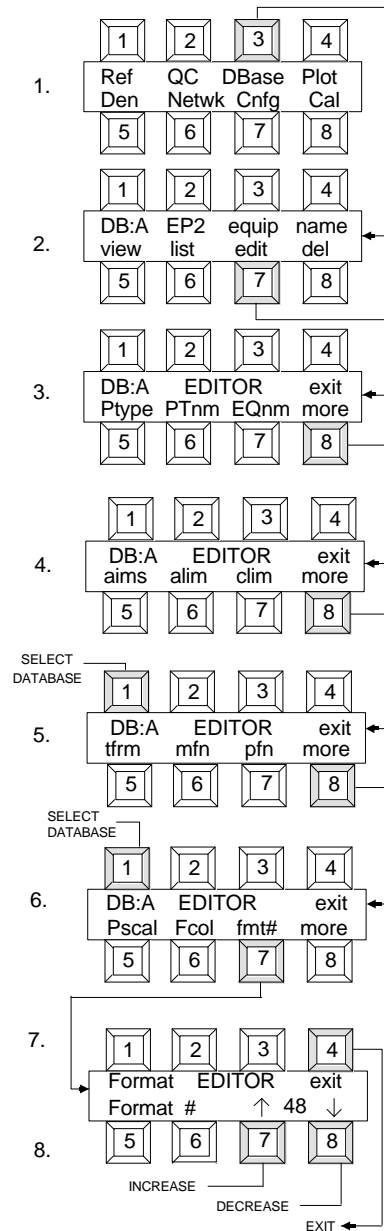 1 2 3 4
1.
Ref QC DBase Plot
Den Netwk Cnfg Cal
5 6 7 8
1 2 3 4
2.
DB:A EP2 equip name
view list edit del
5 6 7 8
1 2 3 4
3.
DB:A EDITOR exit
Ptype PTnm EQnm more
5 6 7 8
1 2 3 4
4.
DB:A EDITOR exit
aims alim clim more
5 6 7 8
SELECT
DATABASE
1 2 3 4
5.
DB:A EDITOR exit
tfrm mfn pfn more
5 6 7 8
SELECT
DATABASE
1 2 3 4
6.
DB:A EDITOR exit
Pscal Fcol fmt# more
5 6 7 8
7.
1 2 3 4
Format EDITOR exit
Format # ↑ 48 ↓
8.
5 6 7 8
INCREASE
DECREASE
EXIT